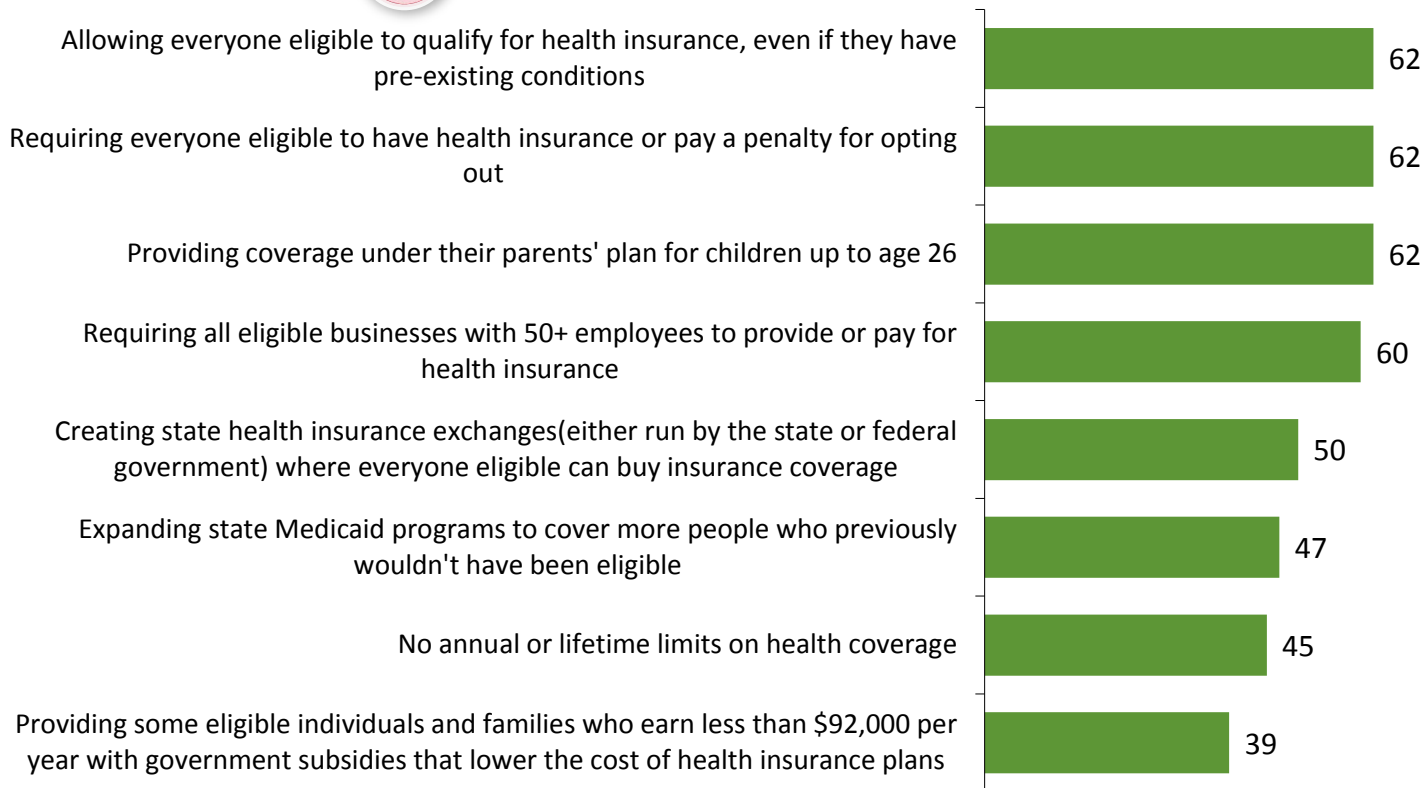 Allowing everyone eligible to qualify for health insurance, even if they have
pre-existing conditions
62
Requiring everyone eligible to have health insurance or pay a penalty for opting
out
62
Providing coverage under their parents' plan for children up to age 26
62
Requiring all eligible businesses with 50+ employees to provide or pay for
health insurance
60
Creating state health insurance exchanges(either run by the state or federal
government) where everyone eligible can buy insurance coverage
50
Expanding state Medicaid programs to cover more people who previously
wouldn't have been eligible
47
No annual or lifetime limits on health coverage
45
Providing some eligible individuals and families who earn less than $92,000 per
year with government subsidies that lower the cost of health insurance plans
39